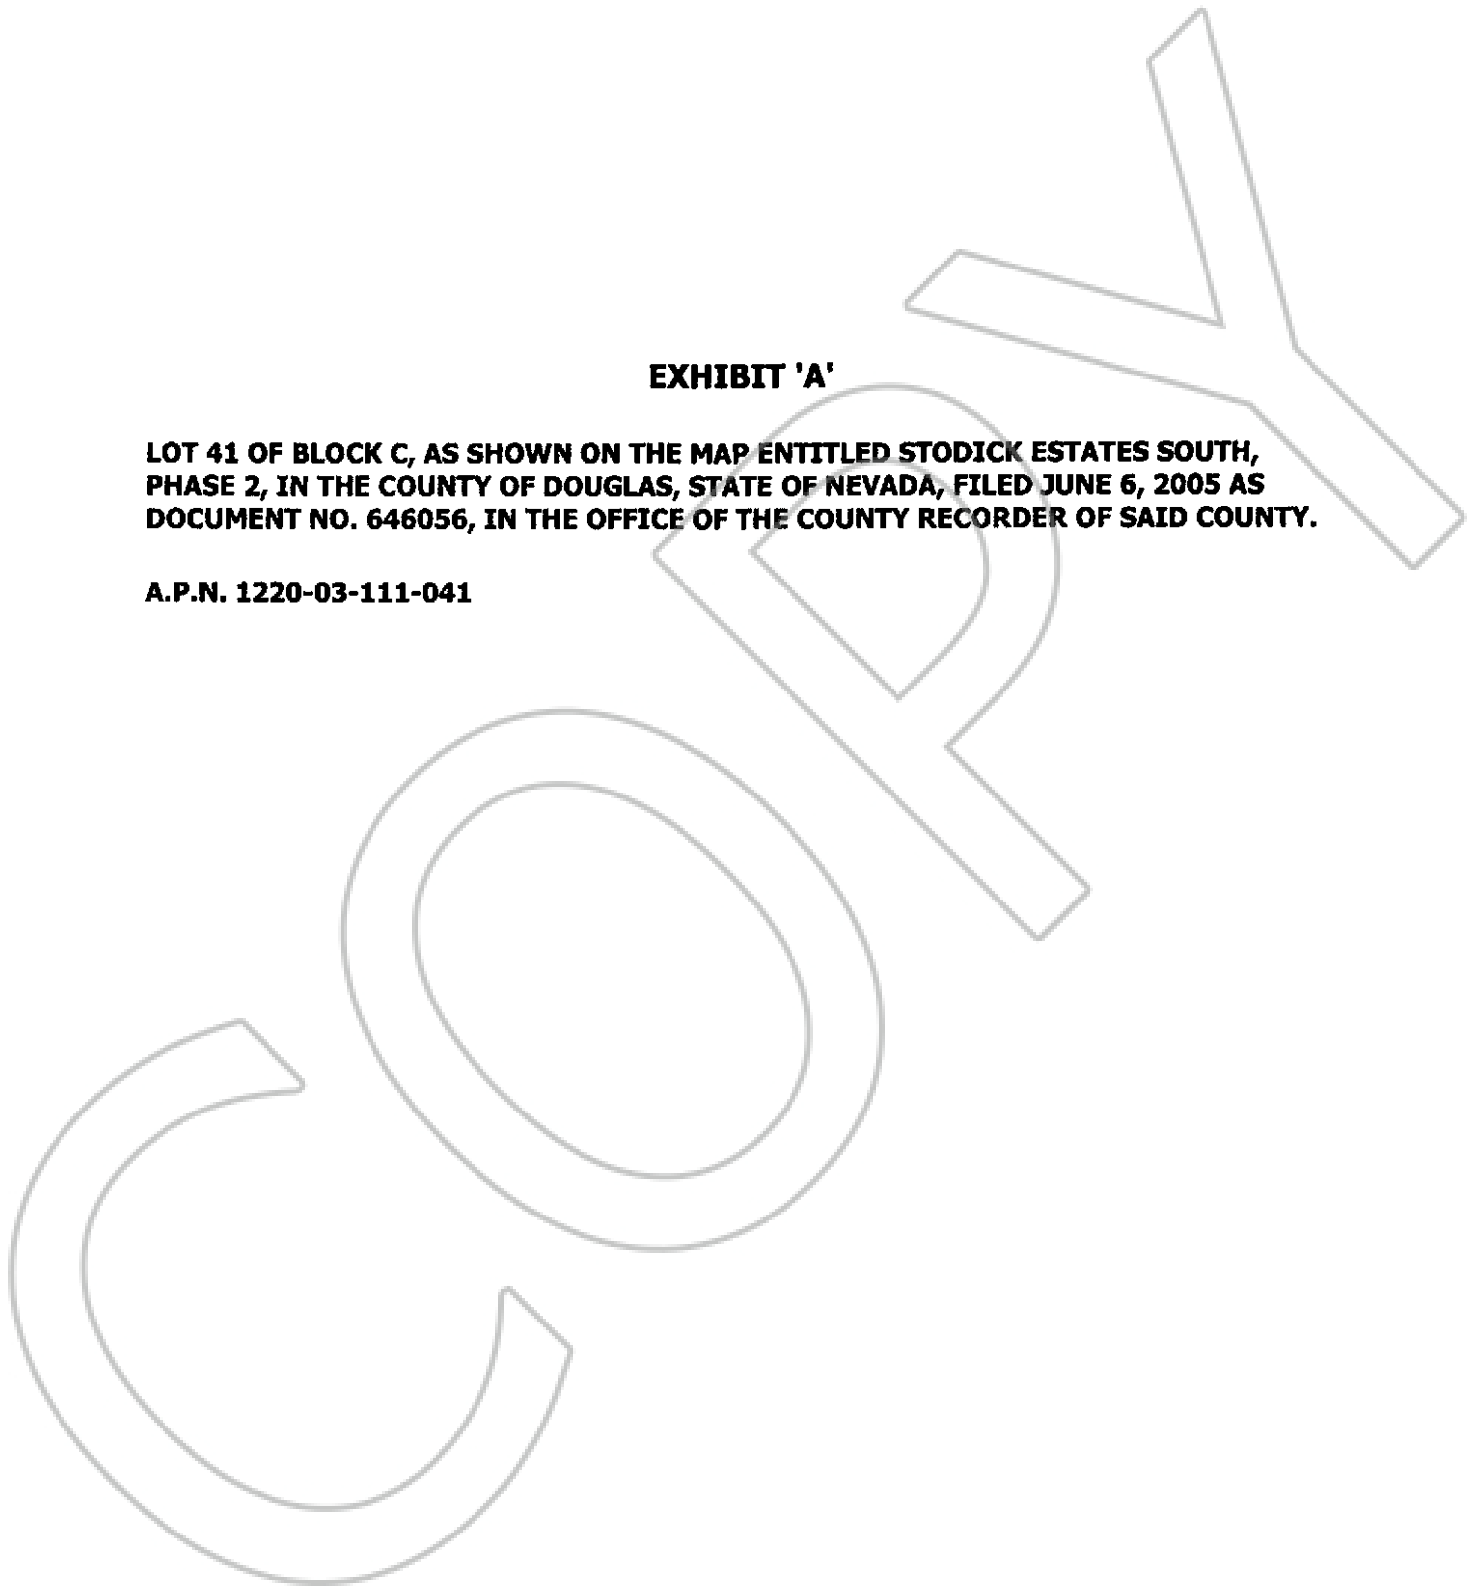 EXHIBIT 'A'
LOT 41 OF BLOCK C, AS SHOWN ON THE MAP ENTITLED STODICK ESTATES SOUTH,
PHASE 2, IN THE COUNTY OF DOUGLAS, STATE OF NEVADA, FILED JUNE 6, 2005 AS
DOCUMENT NO. 646056, IN THE OFFICE OF THE COUNTY RECORDER OF SAID COUNTY.
A.P.N. 1220-03-111-041
COPY